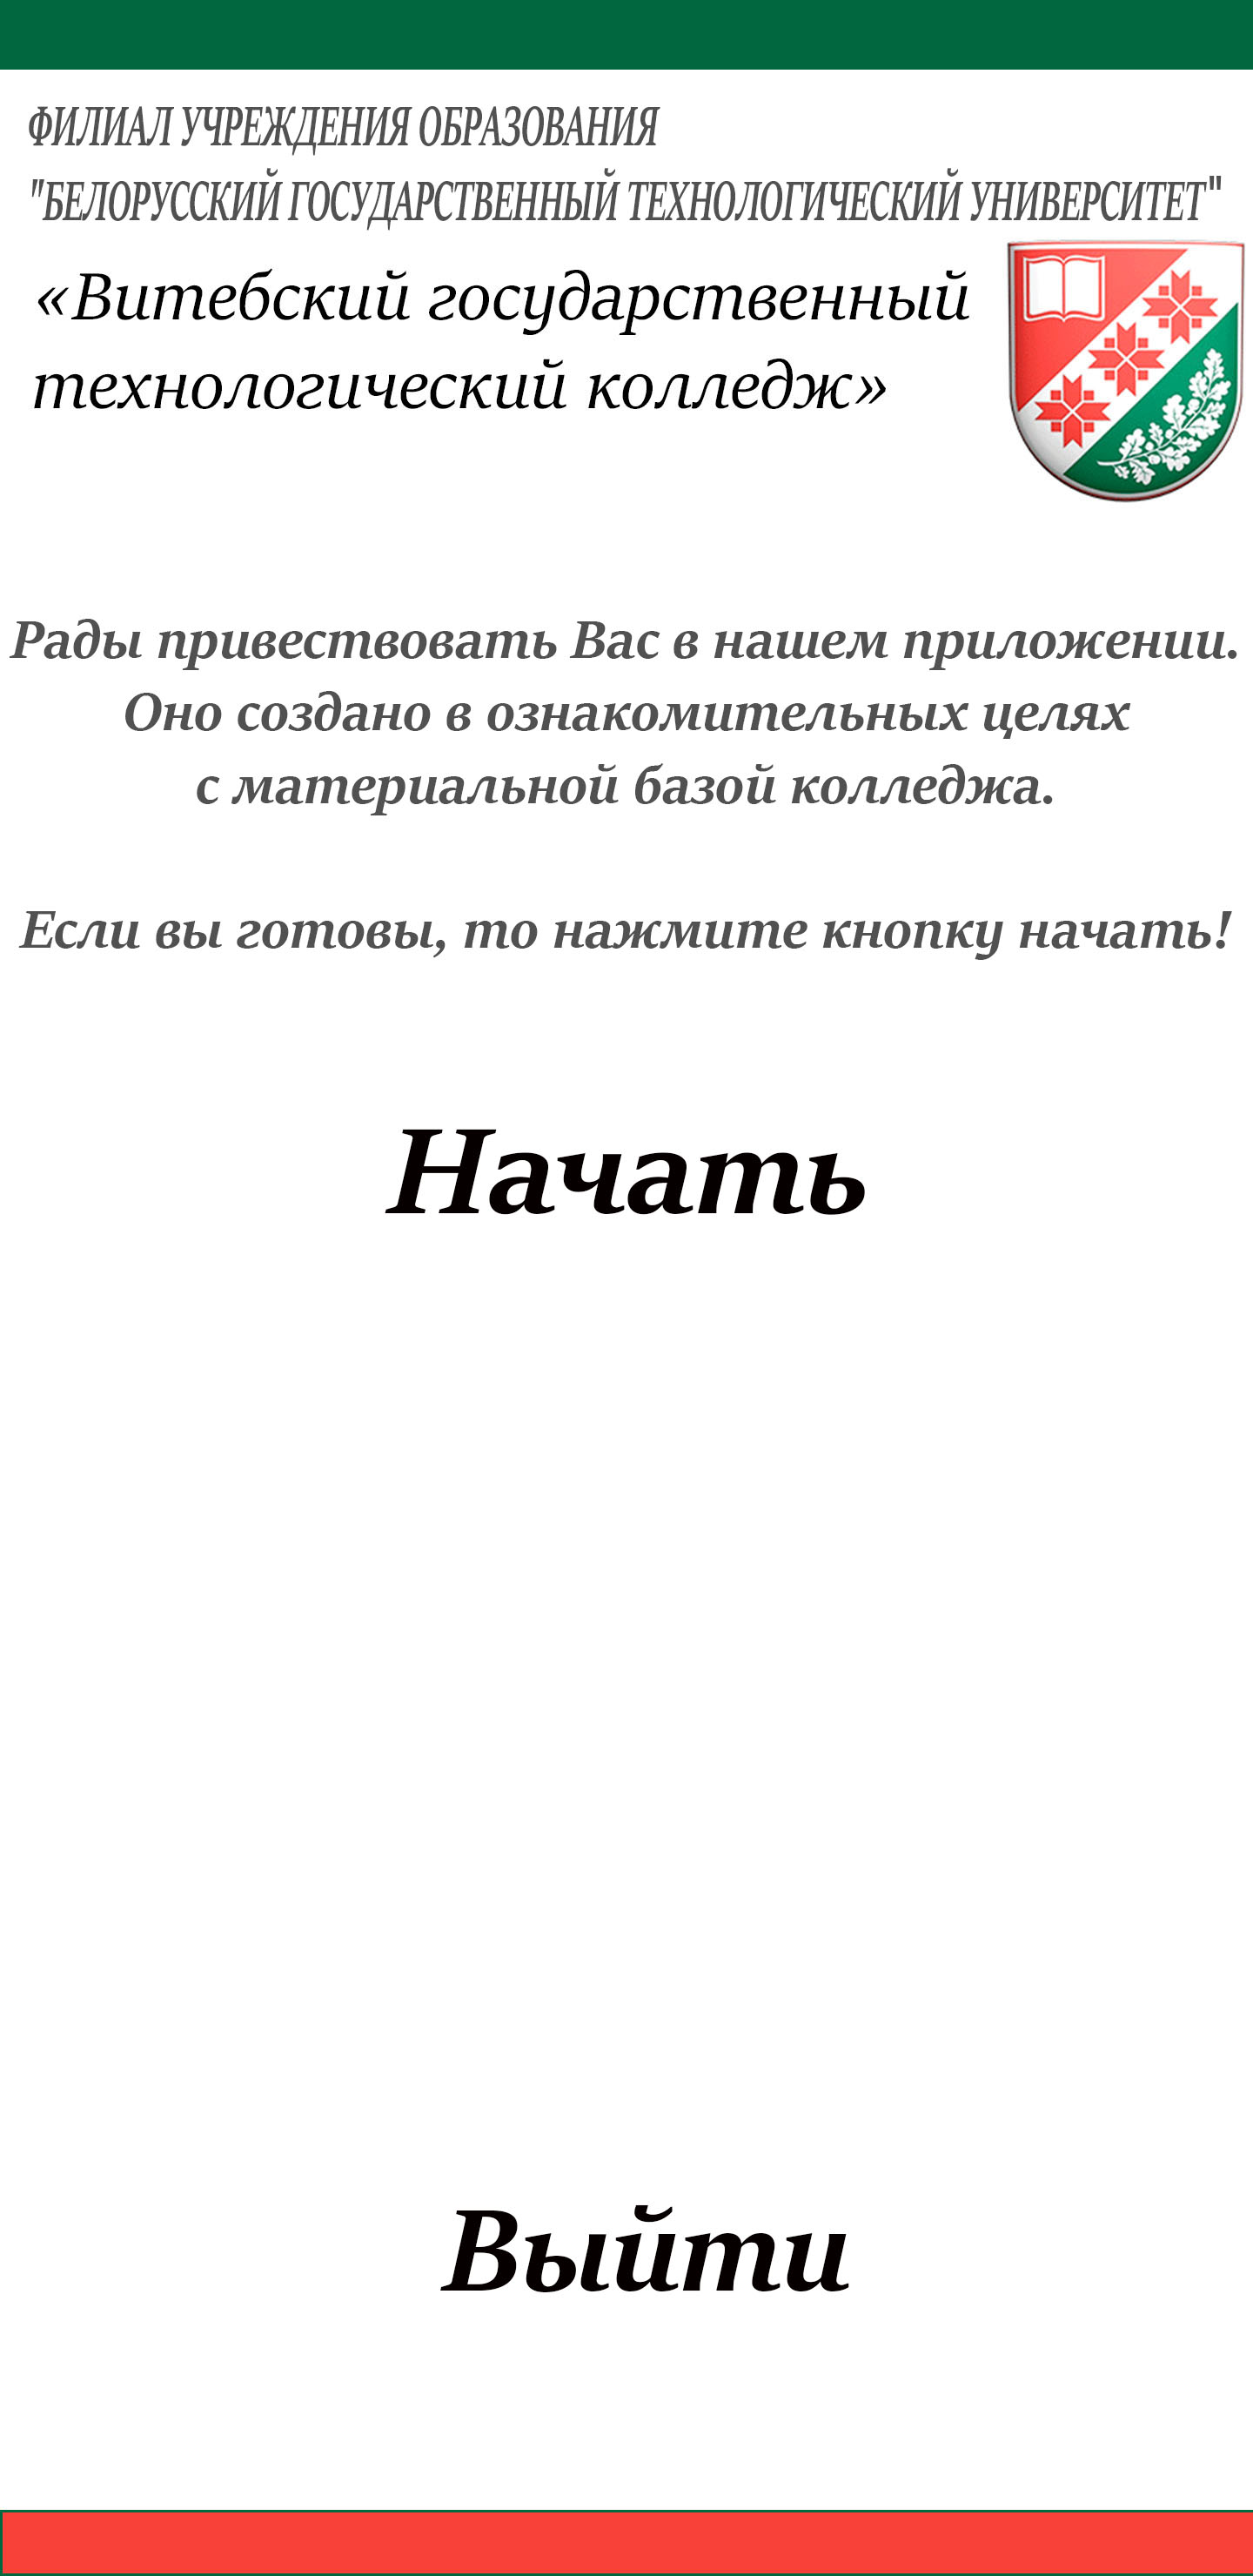 ФИЛИАЛ УЧРЕЖДЕНИЯ ОБРАЗОВАНИЯ
"БЕЛОРУССКИЙ ГОСУДАРСТВЕННЫЙ ТЕХНОЛОГИЧЕСКИЙ УНИВЕРСИТЕТ"
«Витебский государственный
технологический колледж»
Рады привествовать Вас в нашем приложении.
Оно создано в ознакомительных целях
с материальной базой колледжа.
Если вы готовы, то нажмите кнопку начать!
Начать
Выйти